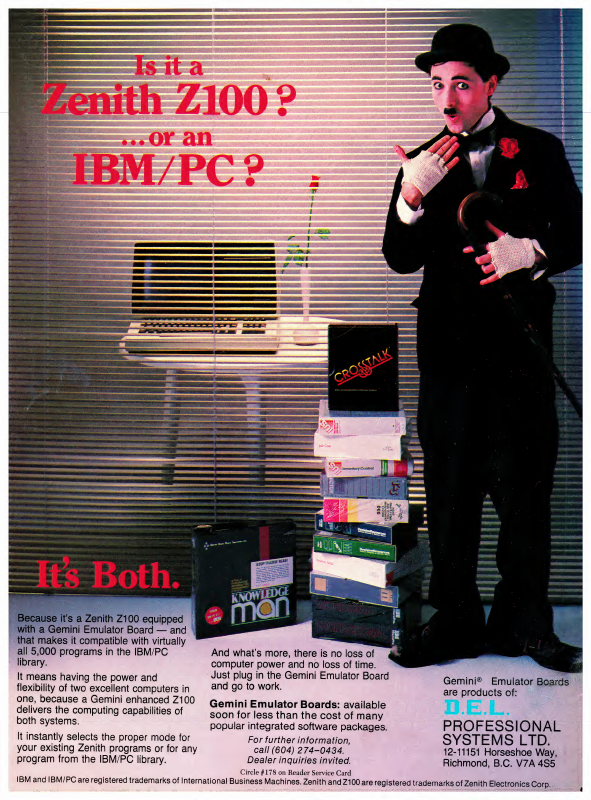 Is it a
Zenith Z100?
...or an
IBM/PC?
CROSSTALK
Inventory Control
KNOWLEDGE
man
It's Both.
Because it's a Zenith Z100 equipped
with a Gemini Emulator Board — and
that makes it compatible with virtually
all 5,000 programs in the IBM/PC
library.
It means having the power and
flexibility of two excellent computers in
one, because a Gemini enhanced Z100
delivers the computing capabilities of
both systems.
It instantly selects the proper mode for
your existing Zenith programs or for any
program from the IBM/PC library.
And what's more, there is no loss of
computer power and no loss of time.
Just plug in the Gemini Emulator Board
and go to work.
Gemini Emulator Boards: available
soon for less than the cost of many
popular integrated software packages.
For further information,
call (604) 274-0434.
Dealer inquiries invited.
Circle #178 on Reader Service Card
Gemini® Emulator Boards
are products of:
D.E.L.
PROFESSIONAL
SYSTEMS LTD.
12-11151 Horseshoe Way,
Richmond, B.C. V7A 4S5
IBM and IBM/PC are registered trademarks of International Business Machines. Zenith and Z100 are registered trademarks of Zenith Electronics Corp.